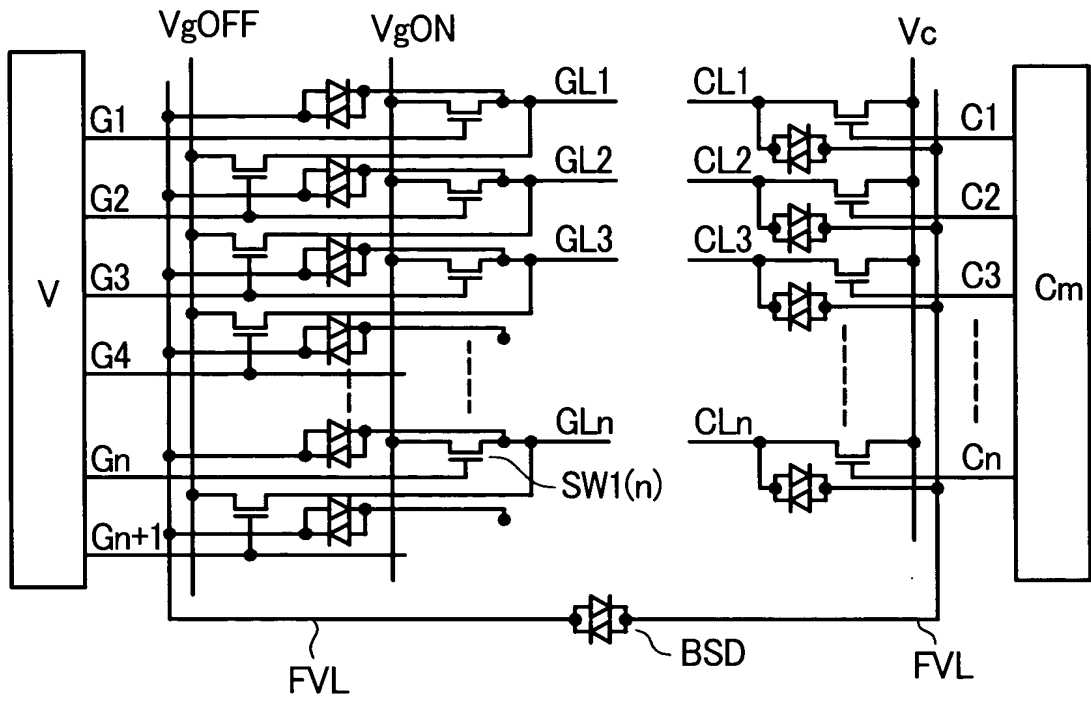 VgOFF VgON Vc
GL1 CL1
G1 C1
GL2 CL2
G2 C2
GL3 CL3
G3 C3
V Cm
G4
GLn CLn
Gn Cn
SW1(n)
Gn+1
BSD
FVL FVL